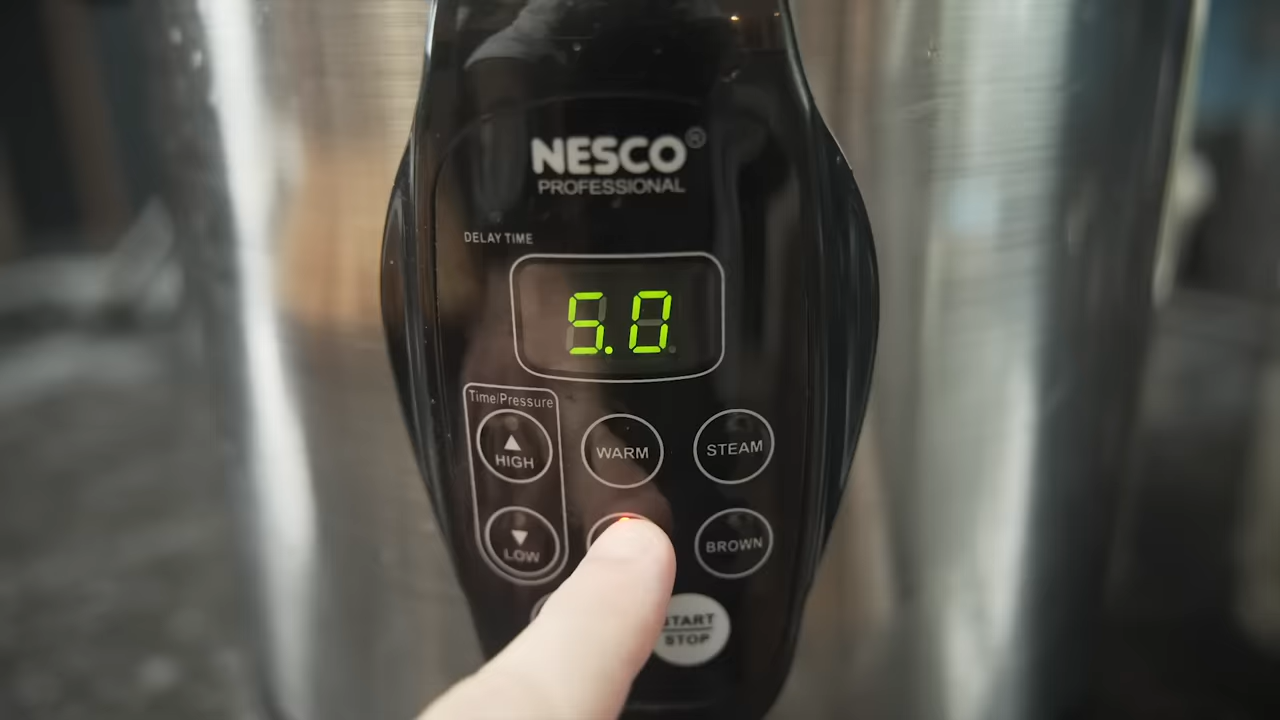 NESCO®
PROFESSIONAL
DELAY TIME
5.0
Time/Pressure
HIGH
WARM
STEAM
LOW
BROWN
START
STOP